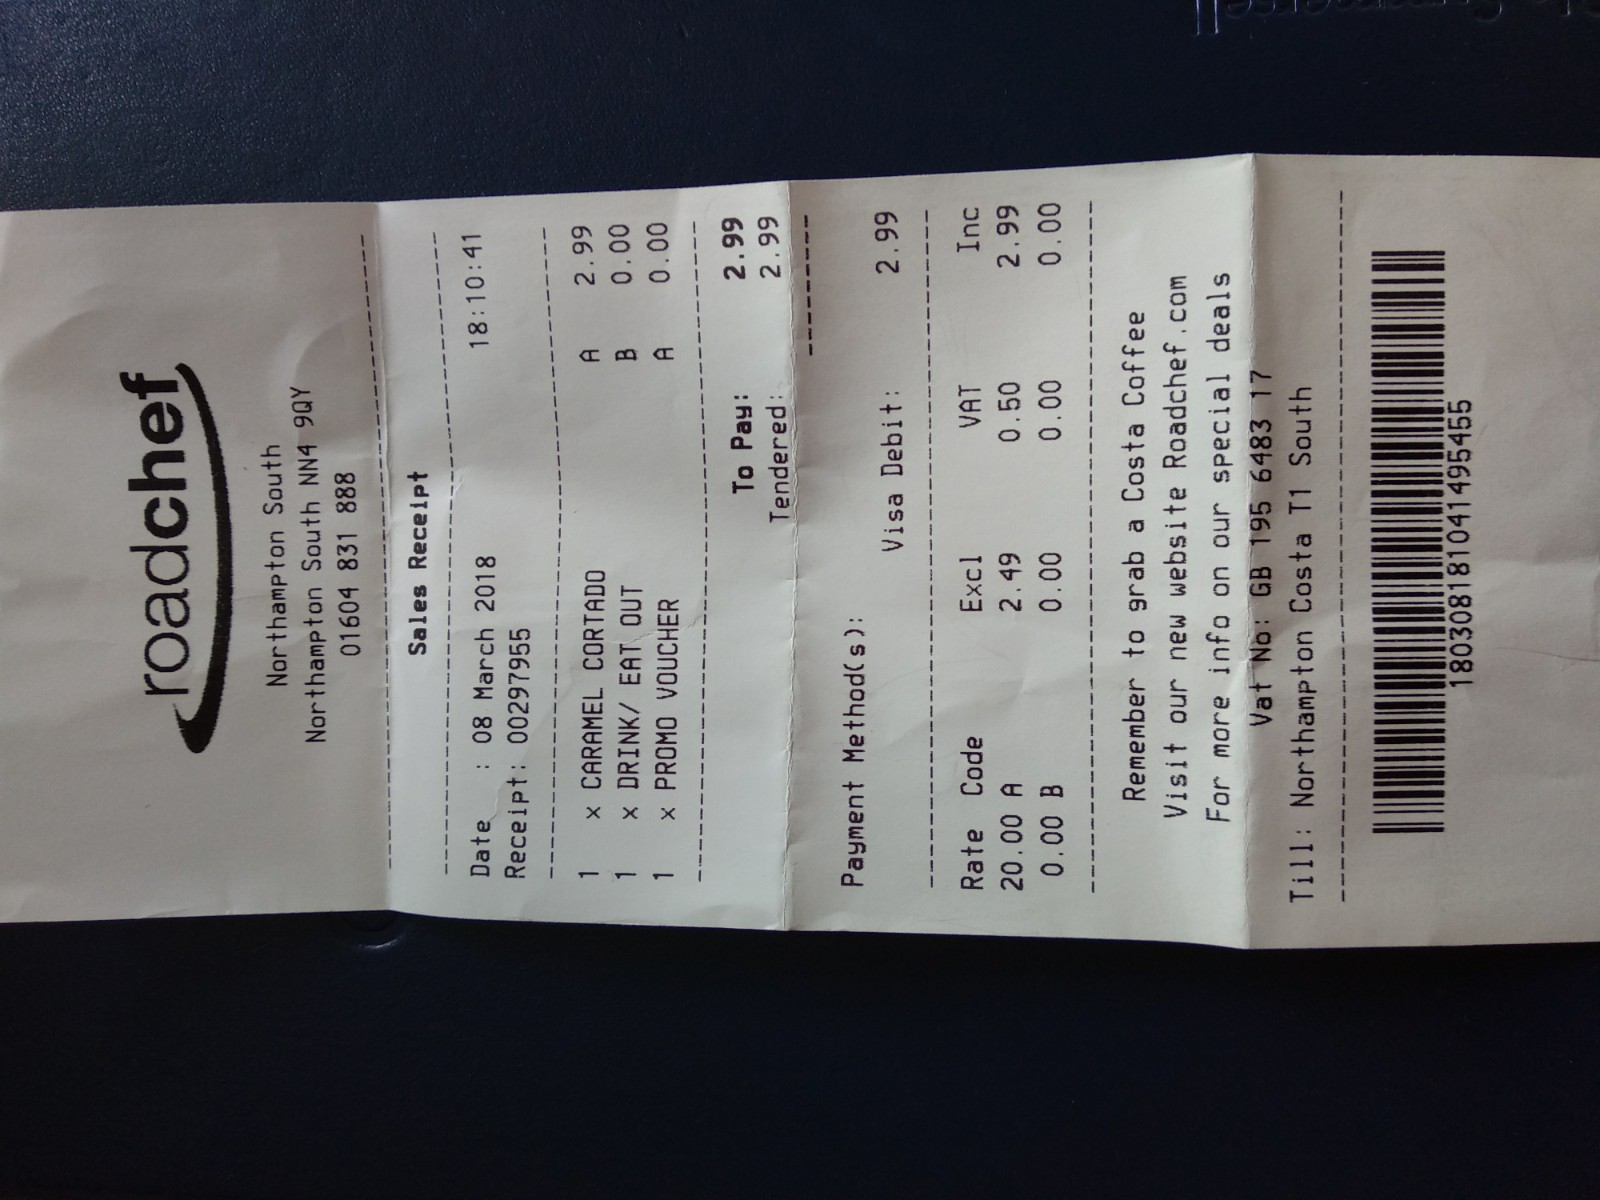 roadchef
Northampton South
Northampton South NN4 9QY
01604 831 888
Sales Receipt
Date : 08 March 2018 18:10:41
Receipt: 00297955
1 x CARAMEL CORTADO A 2.99
1 x DRINK/ EAT OUT B 0.00
1 x PROMO VOUCHER A 0.00
To Pay: 2.99
Tendered: 2.99
Payment Method(s):
Visa Debit: 2.99
Rate Code Excl VAT Inc
20.00 A 2.49 0.50 2.99
0.00 B 0.00 0.00 0.00
Remember to grab a Costa Coffee
Visit our new website Roadchef.com
For more info on our special deals
Vat No: GB 195 6483 17
Till: Northampton Costa T1 South
18030818181041495455